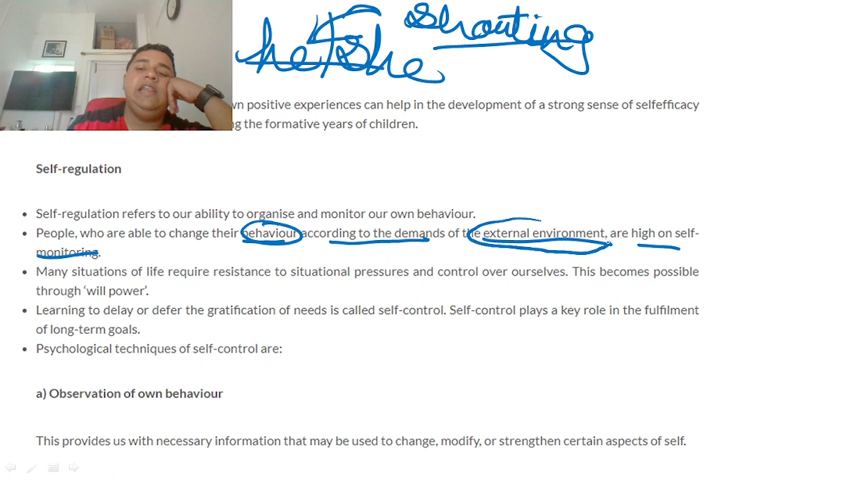 shouting
he/she
wn positive experiences can help in the development of a strong sense of selfefficacy
g the formative years of children.
Self-regulation
• Self-regulation refers to our ability to organise and monitor our own behaviour.
• People, who are able to change their behaviour according to the demands of the external environment, are high on self-
monitoring.
• Many situations of life require resistance to situational pressures and control over ourselves. This becomes possible
through ‘will power’.
• Learning to delay or defer the gratification of needs is called self-control. Self-control plays a key role in the fulfilment
of long-term goals.
• Psychological techniques of self-control are:
a) Observation of own behaviour
This provides us with necessary information that may be used to change, modify, or strengthen certain aspects of self.